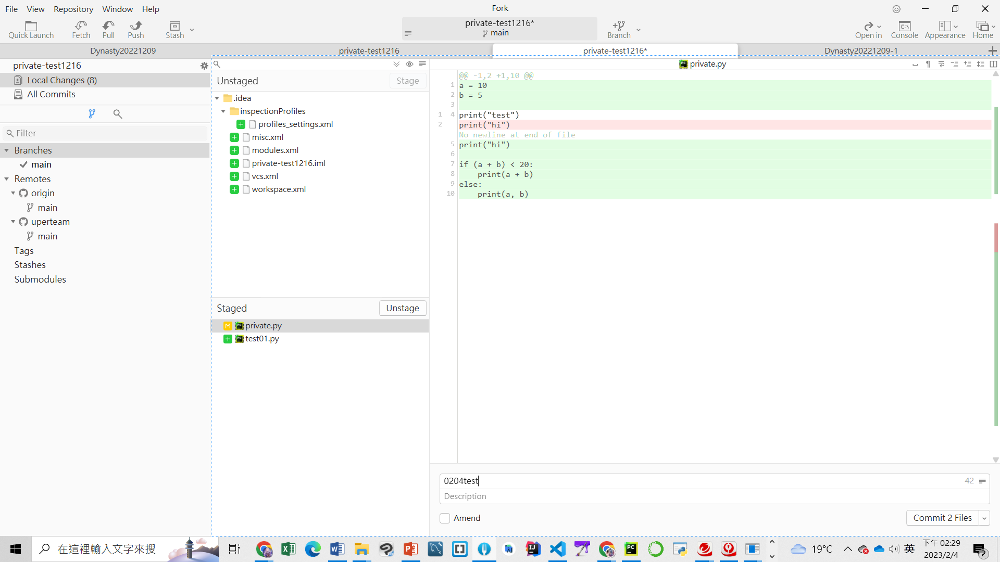 File View Repository Window Help
Fork
Quick Launch Fetch Pull Push Stash
private-test1216*
main
Branch
Open in Console Appearance Home
Dynasty20221209 private-test1216 private-test1216* Dynasty20221209-1
private-test1216
Local Changes (8)
All Commits
Filter
Branches
main
Remotes
origin
main
uperteam
main
Tags
Stashes
Submodules
Unstaged Stage
.idea
inspectionProfiles
profiles_settings.xml
misc.xml
modules.xml
private-test1216.iml
vcs.xml
workspace.xml
Staged Unstage
M private.py
test01.py
private.py
@@ -1,2 +1,10 @@
1 a = 10
2 b = 5
3
1 4 print("test")
2 print("hi")
No newline at end of file
5 print("hi")
6
7 if (a + b) < 20:
8 print(a + b)
9 else:
10 print(a, b)
0204test 42
Description
Amend Commit 2 Files
在這裡輸入文字來搜
19°C
英
下午 02:29
2023/2/4
2